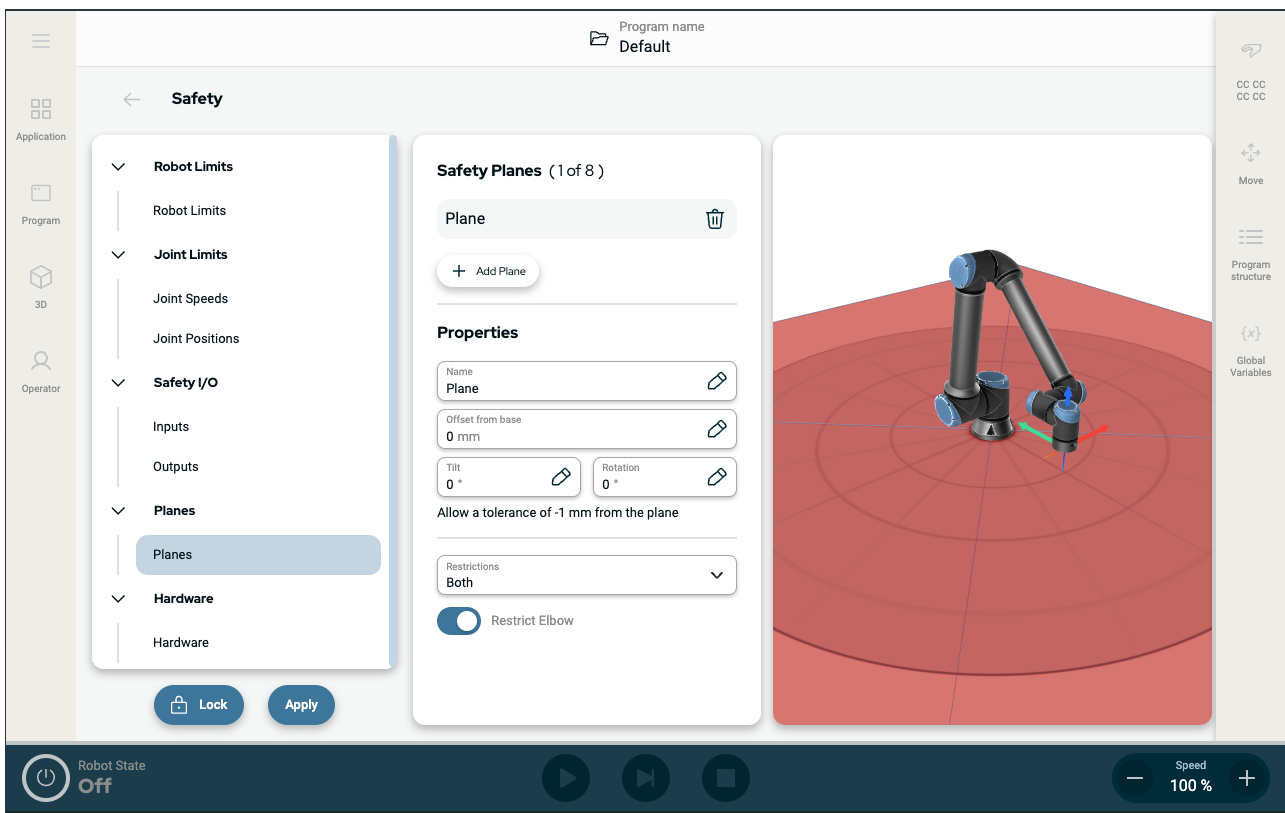 Program name
Default
Application
Program
3D
Operator
Safety
Robot Limits
Robot Limits
Joint Limits
Joint Speeds
Joint Positions
Safety I/O
Inputs
Outputs
Planes
Planes
Hardware
Hardware
Lock
Apply
Safety Planes ( 1 of 8 )
Plane
Add Plane
Properties
Name
Plane
Offset from base
0 mm
Tilt
0 °
Rotation
0 °
Allow a tolerance of -1 mm from the plane
Restrictions
Both
Restrict Elbow
CC CC
CC CC
Move
Program
structure
{x}
Global
Variables
Robot State
Off
Speed
100 %